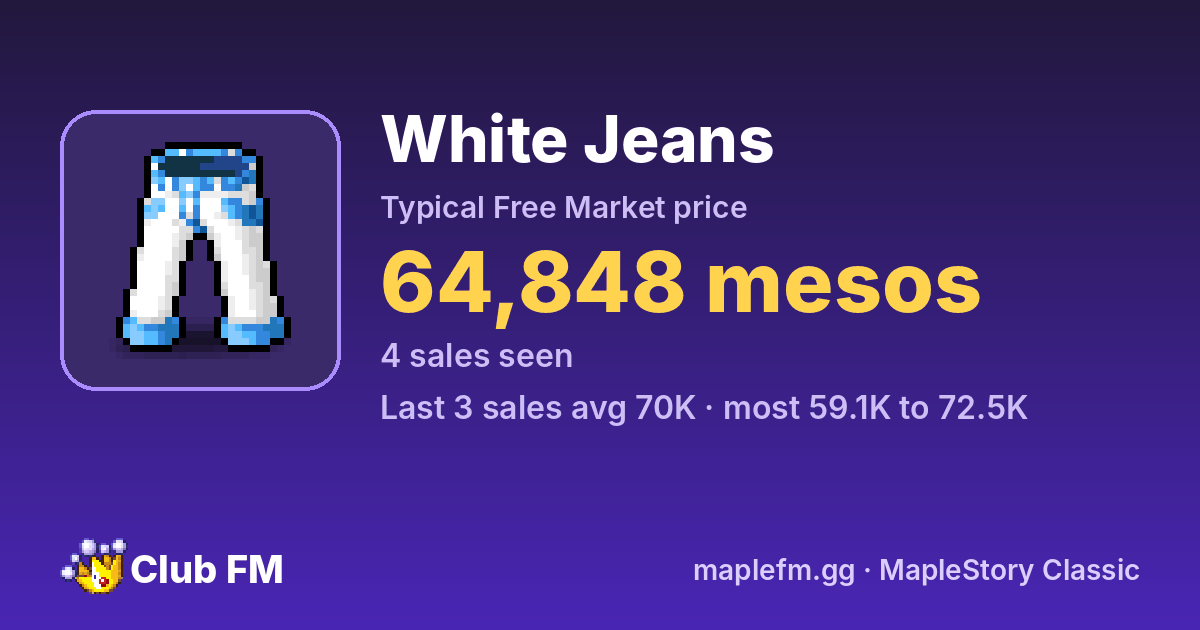 White Jeans
Typical Free Market price
64,848 mesos
4 sales seen
Last 3 sales avg 70K · most 59.1K to 72.5K
Club FM
maplefm.gg · MapleStory Classic